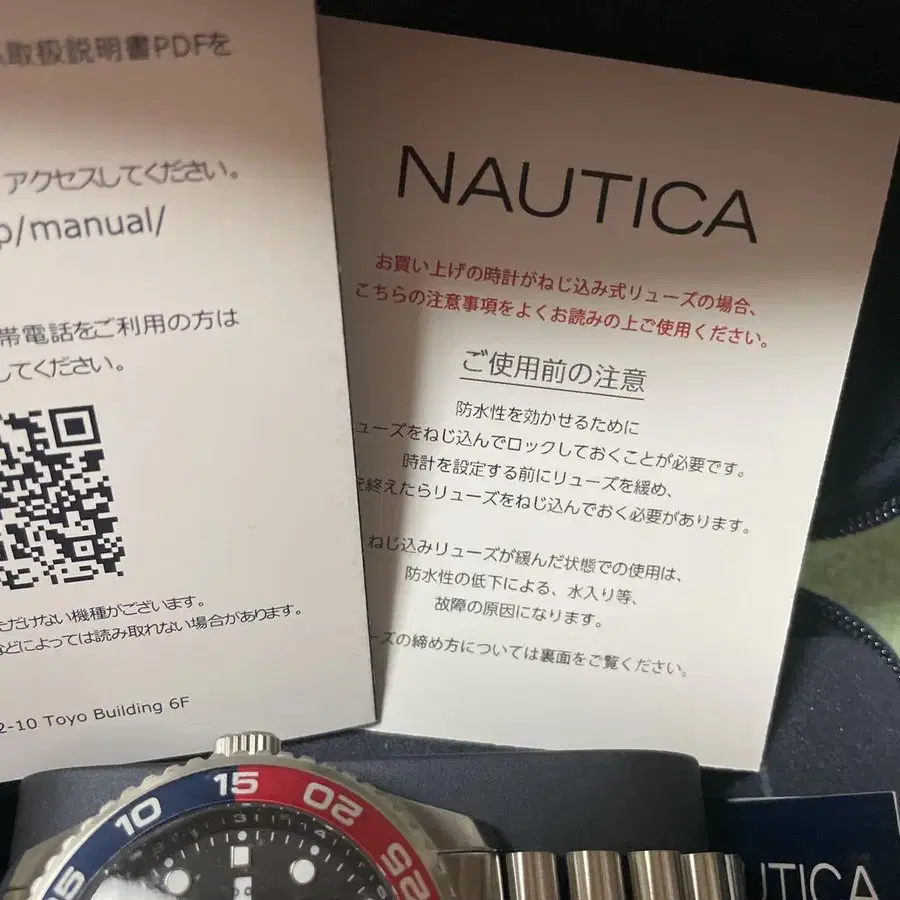 取扱説明書PDFを
アクセスしてください。
p/manual/
帯電話をご利用の方は
してください。
ただけない機種がございます。
などによっては読み取れない場合があります。
2-10 Toyo Building 6F
NAUTICA
お買い上げの時計がねじ込み式リューズの場合、
こちらの注意事項をよくお読みの上ご使用ください。
ご使用前の注意
防水性を効かせるために
ューズをねじ込んでロックしておくことが必要です。
時計を設定する前にリューズを緩め、
を終えたらリューズをねじ込んでおく必要があります。
ねじ込みリューズが緩んだ状態での使用は、
防水性の低下による、水入り等、
故障の原因になります。
ーズの締め方については裏面をご覧ください。
05 10 15 20 25
3 4
UTICA